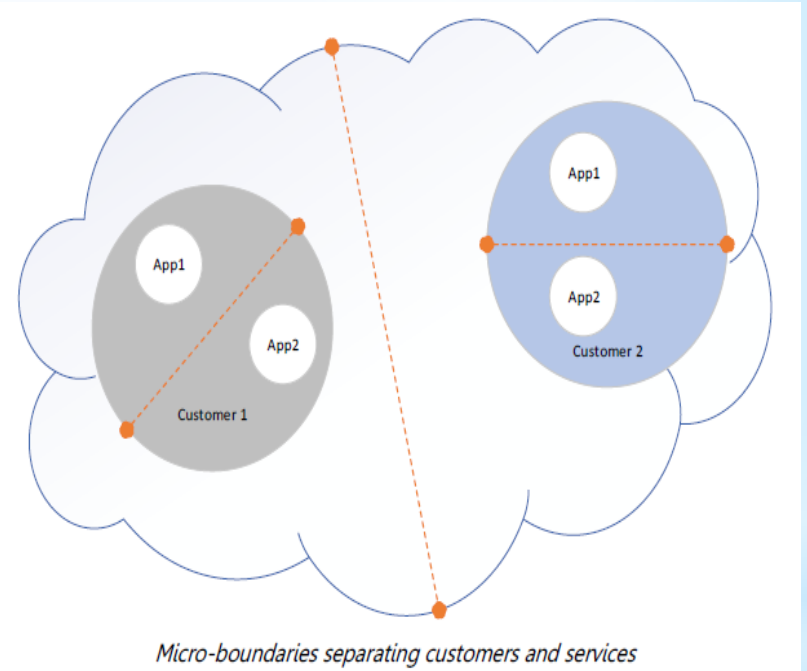 App1
App2
Customer 1
App1
App2
Customer 2
Micro-boundaries separating customers and services